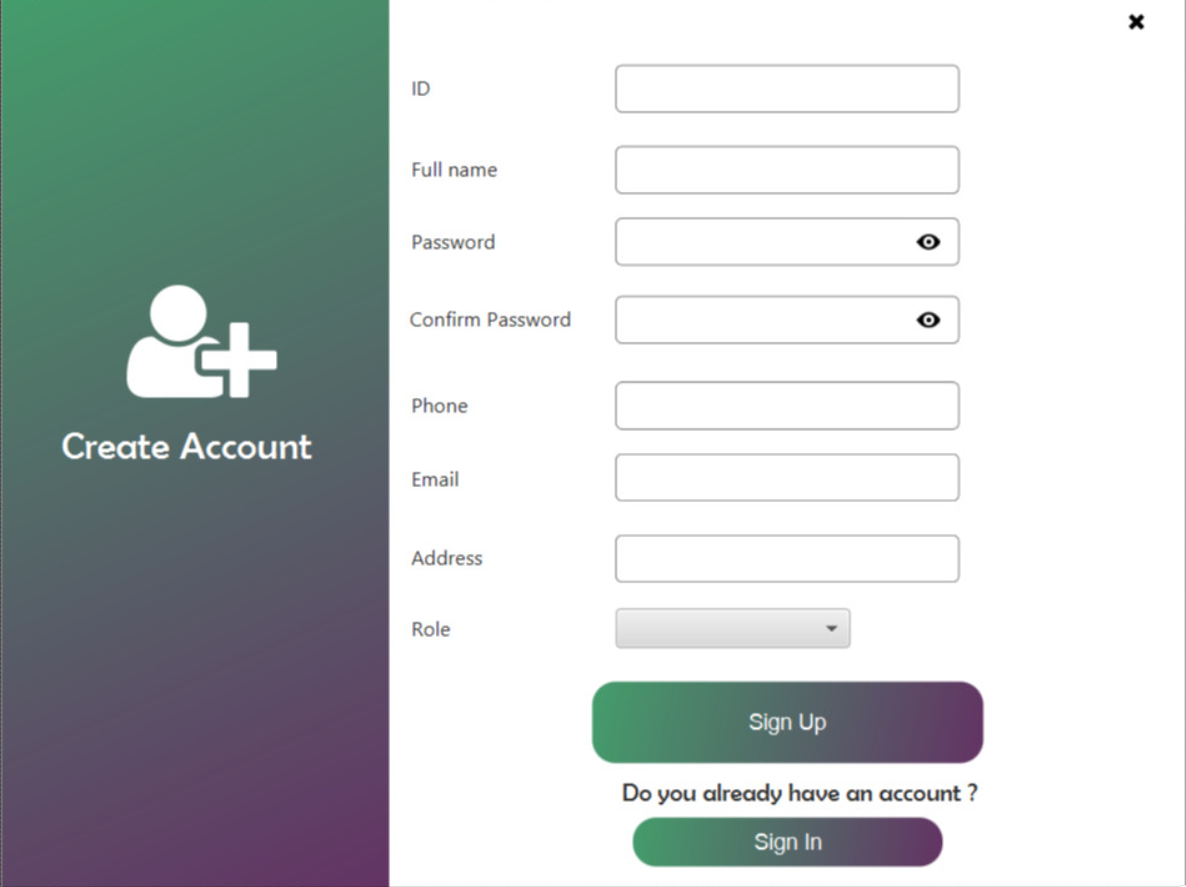 ID
Full name
Password
Confirm Password
Phone
Create Account
Email
Address
Role
Sign Up
Do you already have an account ?
Sign In